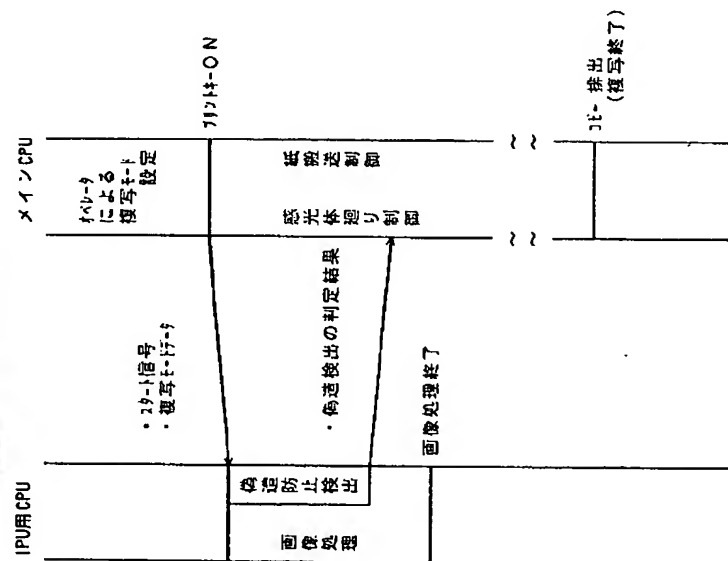 メインCPU
オペレータ
による
複写モード
設定
プリントキーON
・スタート信号
・複写モードデータ
紙搬送制御
感光体廻り制御
・偽造検出の判定結果
コピー排出
(複写終了)
IPU用CPU
偽造防止検出
画像処理
画像処理終了